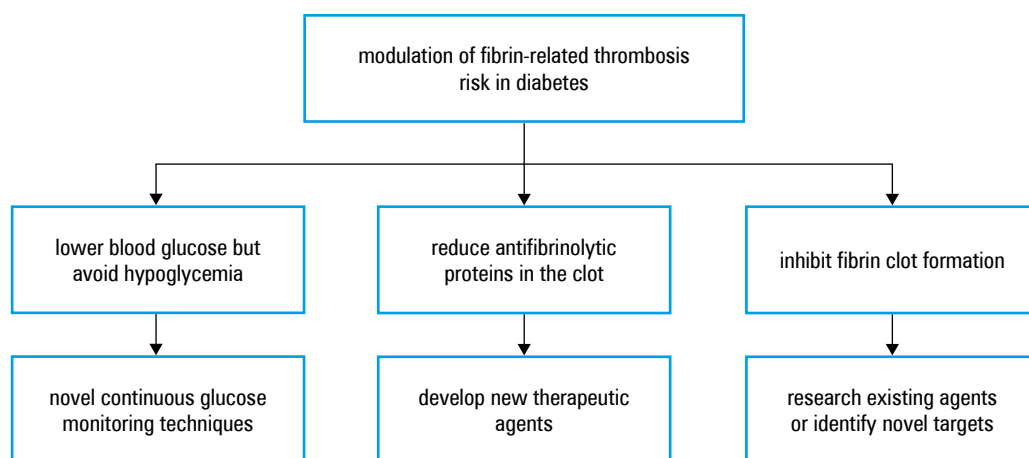 modulation of fibrin-related thrombosis
risk in diabetes
lower blood glucose but
avoid hypoglycemia
reduce antifibrinolytic
proteins in the clot
inhibit fibrin clot formation
novel continuous glucose
monitoring techniques
develop new therapeutic
agents
research existing agents
or identify novel targets